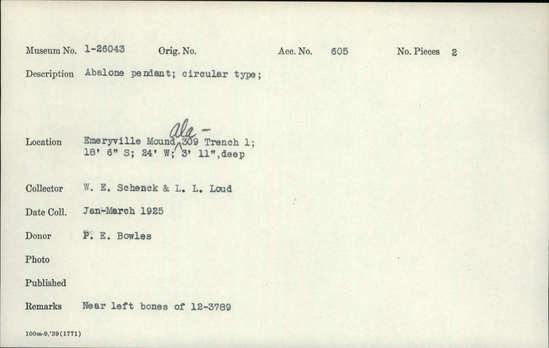 Museum No. 1-26043 Orig. No. Acc. No. 605 No. Pieces 2
Description Abalone pendant; circular type;
Ala-
Location Emeryville Mound 309 Trench 1;
18' 6" S; 24' W; 3' 11", deep
Collector W. E. Schenck & L. L. Loud
Date Coll. Jan-March 1925
Donor P. E. Bowles
Photo
Published
Remarks Near left bones of 12-3789
100m-9,'39(1771)